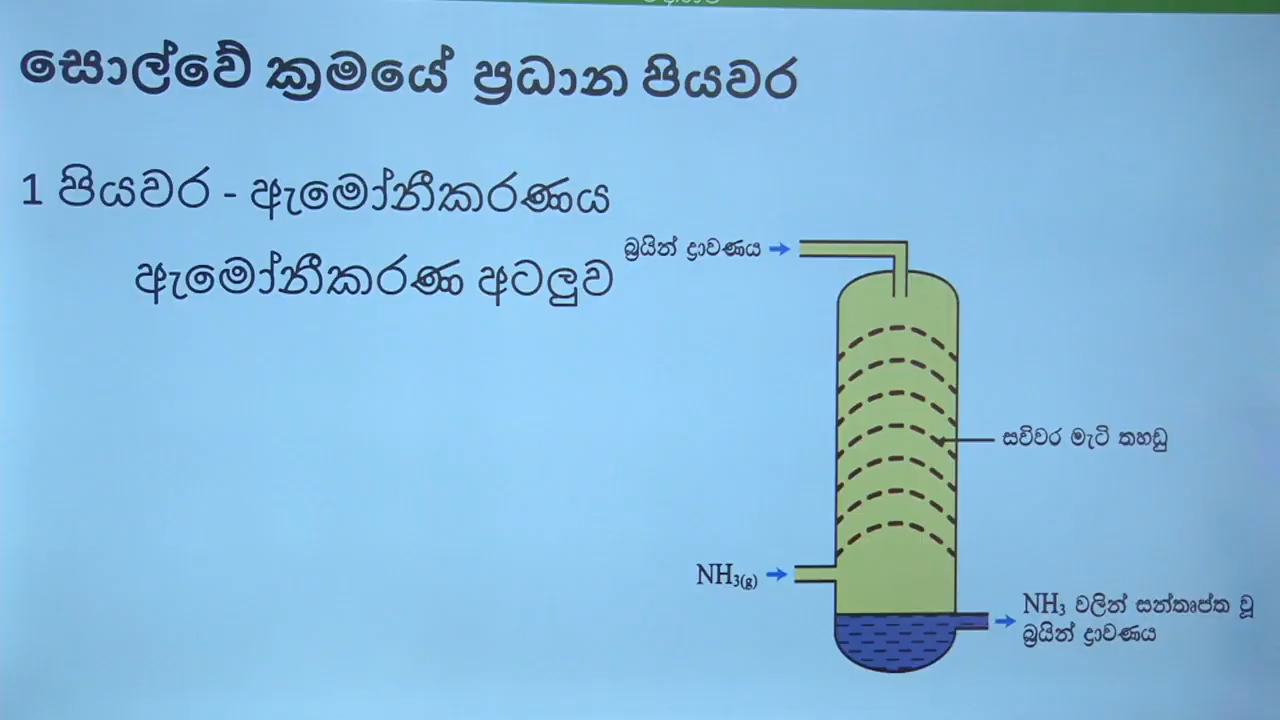 සොල්වේ ක්‍රමයේ ප්‍රධාන පියවර
1 පියවර - ඇමෝනීකරණය
ඇමෝනීකරණ අටලුව
බ්‍රයින් ද්‍රාවණය
සවිවර මැටි තහඩු
NH₃(g)
NH₃ වලින් සන්තෘප්ත වූ
බ්‍රයින් ද්‍රාවණය